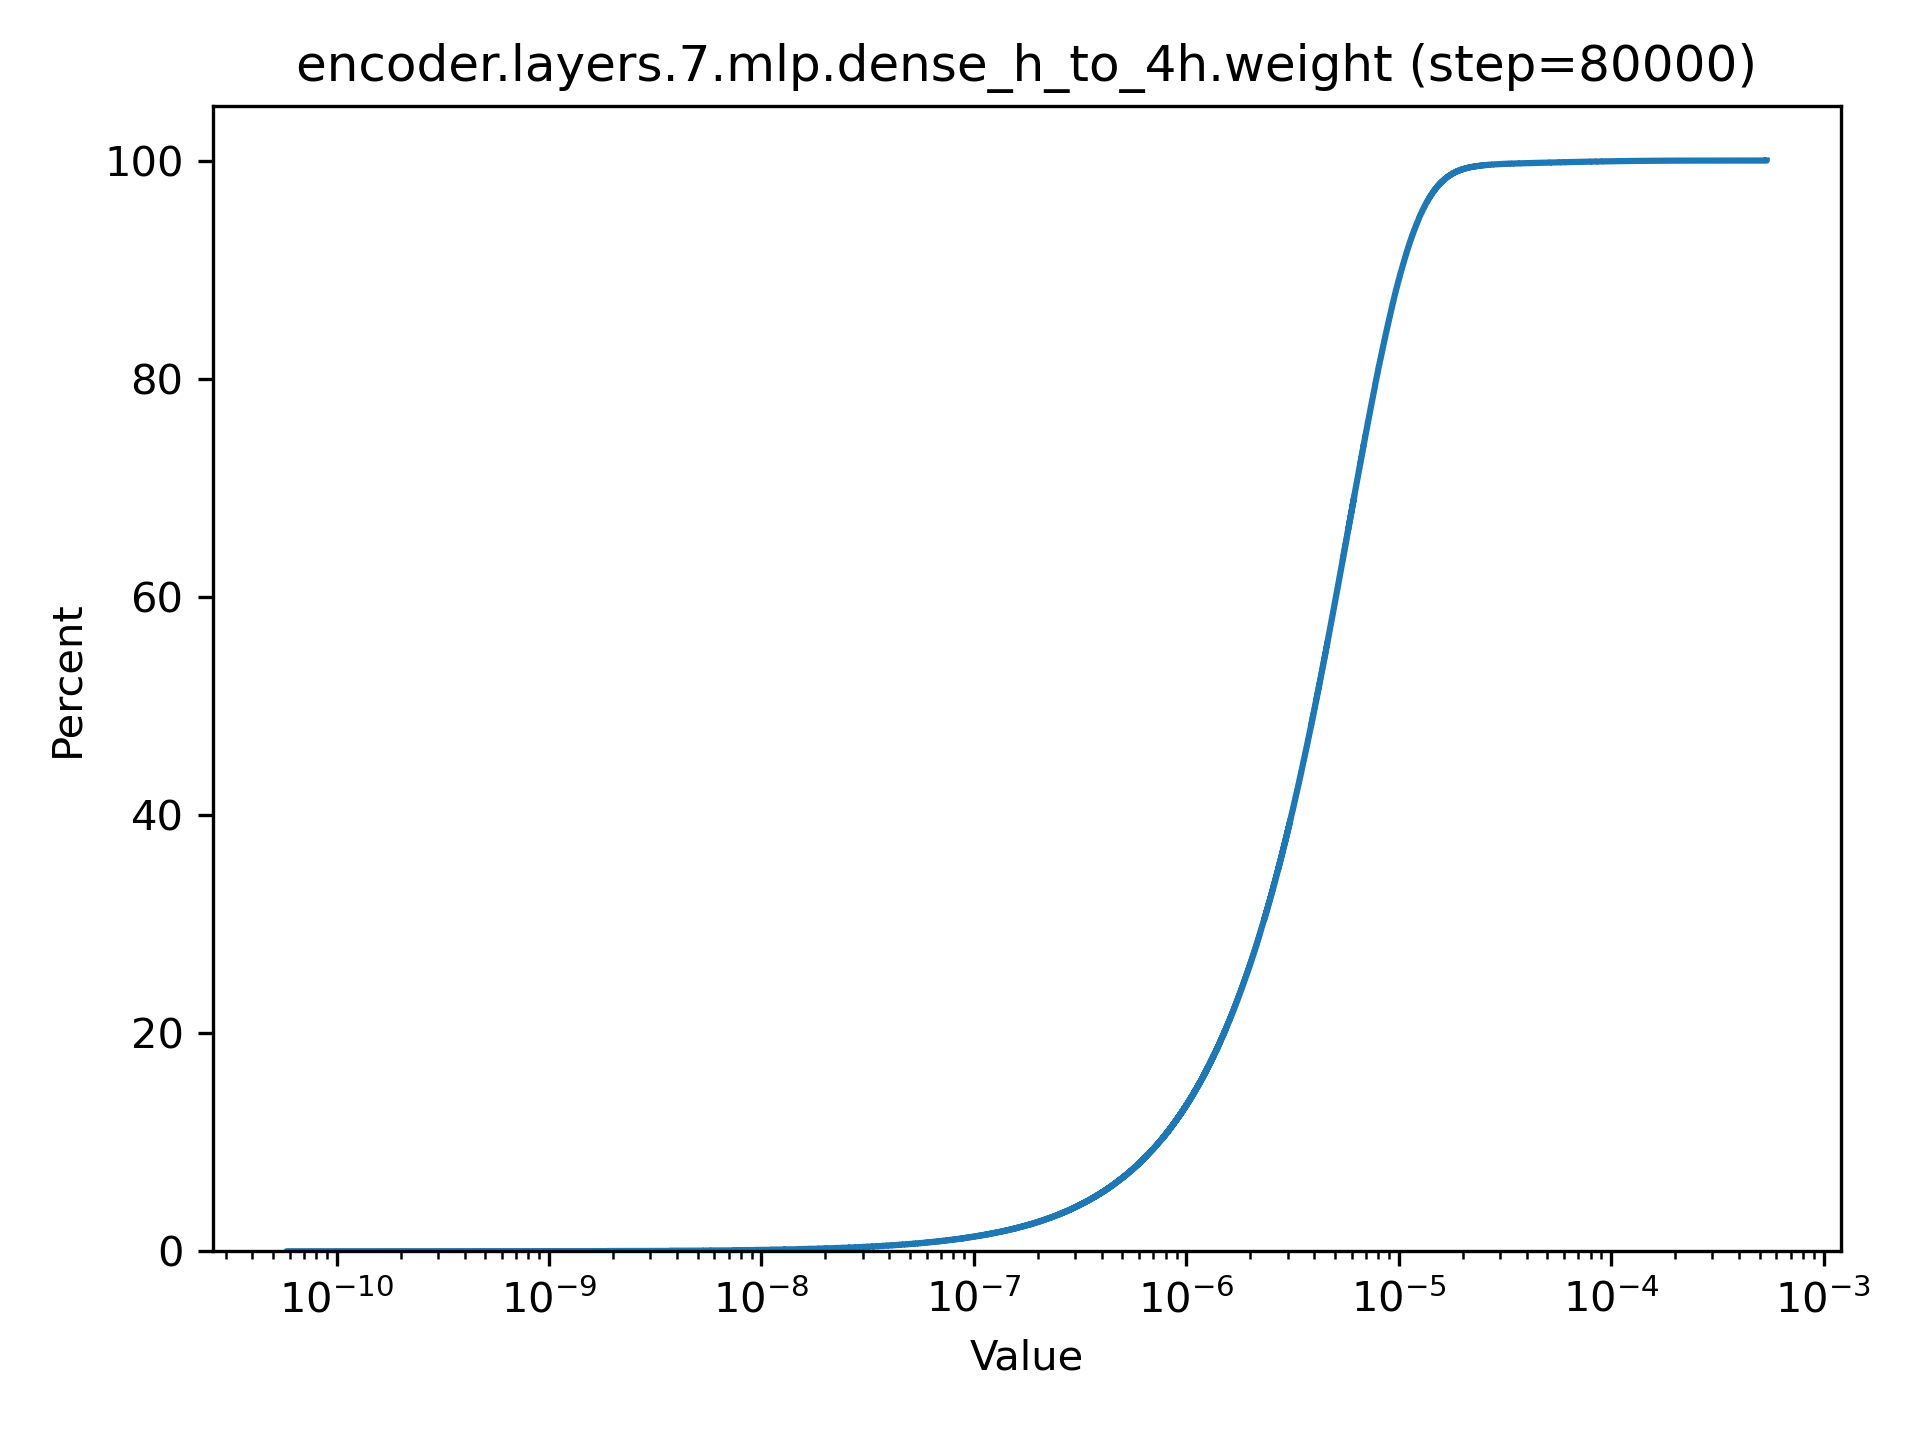 encoder.layers.7.mlp.dense_h_to_4h.weight (step=80000)
100
80
60
40
20
0
Percent
10⁻¹⁰ 10⁻⁹ 10⁻⁸ 10⁻⁷ 10⁻⁶ 10⁻⁵ 10⁻⁴ 10⁻³
Value